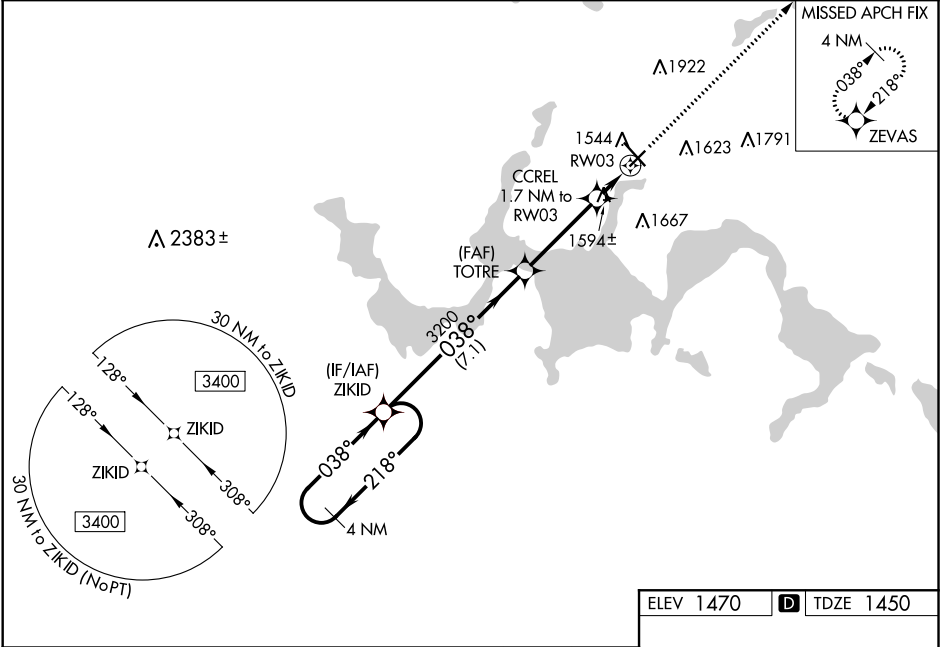 MISSED APCH FIX
4 NM
038°
218°
ZEVAS
1922
1544
RW03
1623
1791
CCREL
1.7 NM to
RW03
1594±
1667
2383±
(FAF)
TOTRE
3200
038°
(7.1)
(IF/IAF)
ZIKID
038°
218°
4 NM
30 NM to ZIKID
3400
128°
ZIKID
308°
128°
ZIKID
308°
3400
30 NM to ZIKID (NoPT)
ELEV 1470 D TDZE 1450